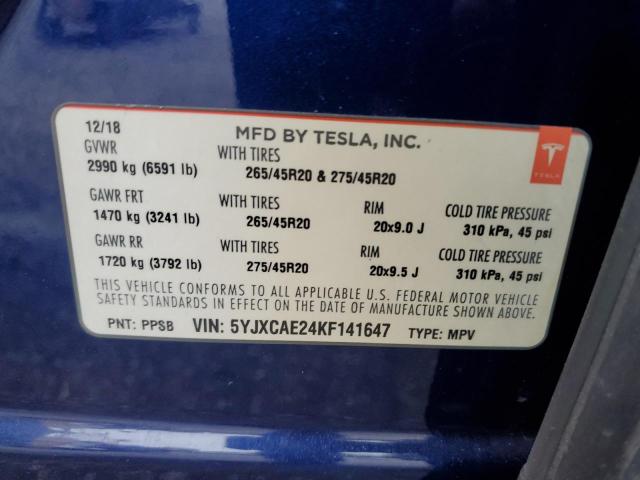 12/18
MFD BY TESLA, INC.
GVWR WITH TIRES
2990 kg (6591 lb) 265/45R20 & 275/45R20
TESLA
GAWR FRT WITH TIRES RIM COLD TIRE PRESSURE
1470 kg (3241 lb) 265/45R20 20x9.0 J 310 kPa, 45 psi
GAWR RR WITH TIRES RIM COLD TIRE PRESSURE
1720 kg (3792 lb) 275/45R20 20x9.5 J 310 kPa, 45 psi
THIS VEHICLE CONFORMS TO ALL APPLICABLE U.S. FEDERAL MOTOR VEHICLE
SAFETY STANDARDS IN EFFECT ON THE DATE OF MANUFACTURE SHOWN ABOVE.
PNT: PPSB VIN: 5YJXCAE24KF141647 TYPE: MPV